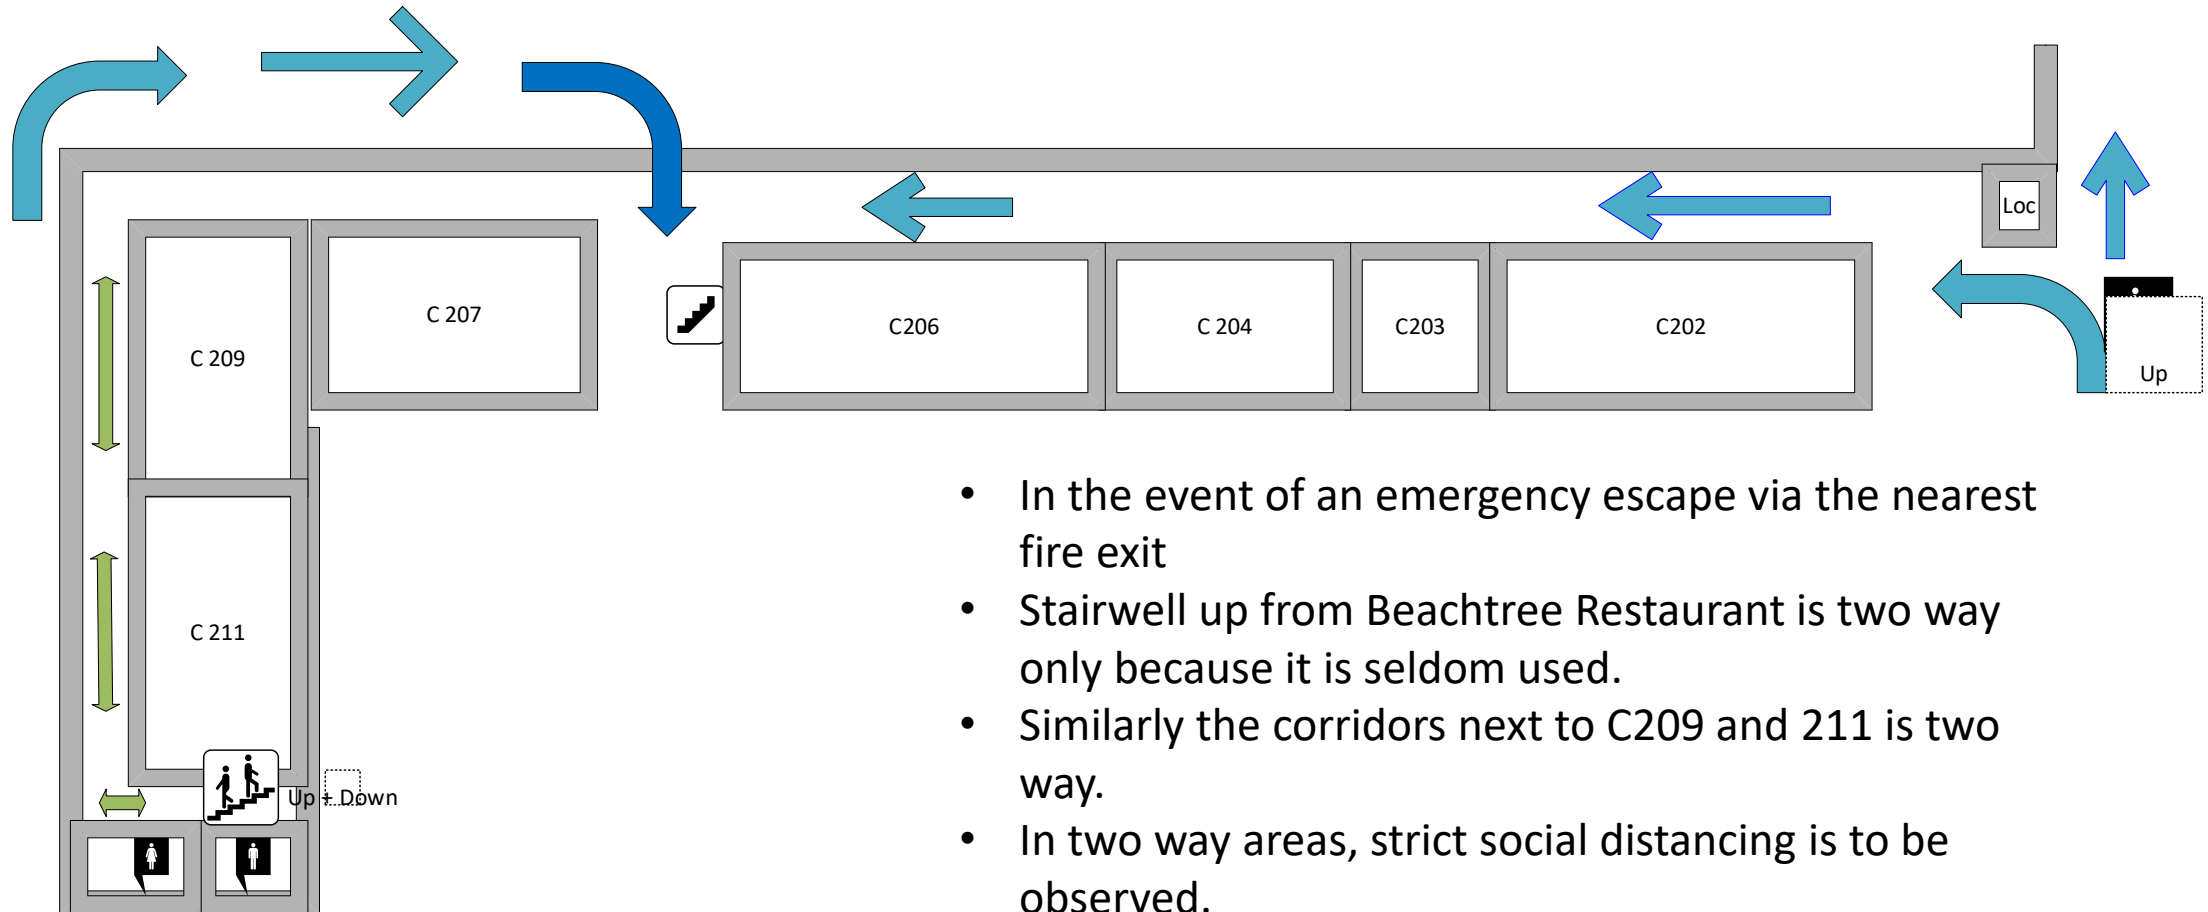 Loc
C 207
C206
C 204
C203
C202
C 209
Up
C 211
Up + Down
• In the event of an emergency escape via the nearest
fire exit
• Stairwell up from Beachtree Restaurant is two way
only because it is seldom used.
• Similarly the corridors next to C209 and 211 is two
way.
• In two way areas, strict social distancing is to be
observed.